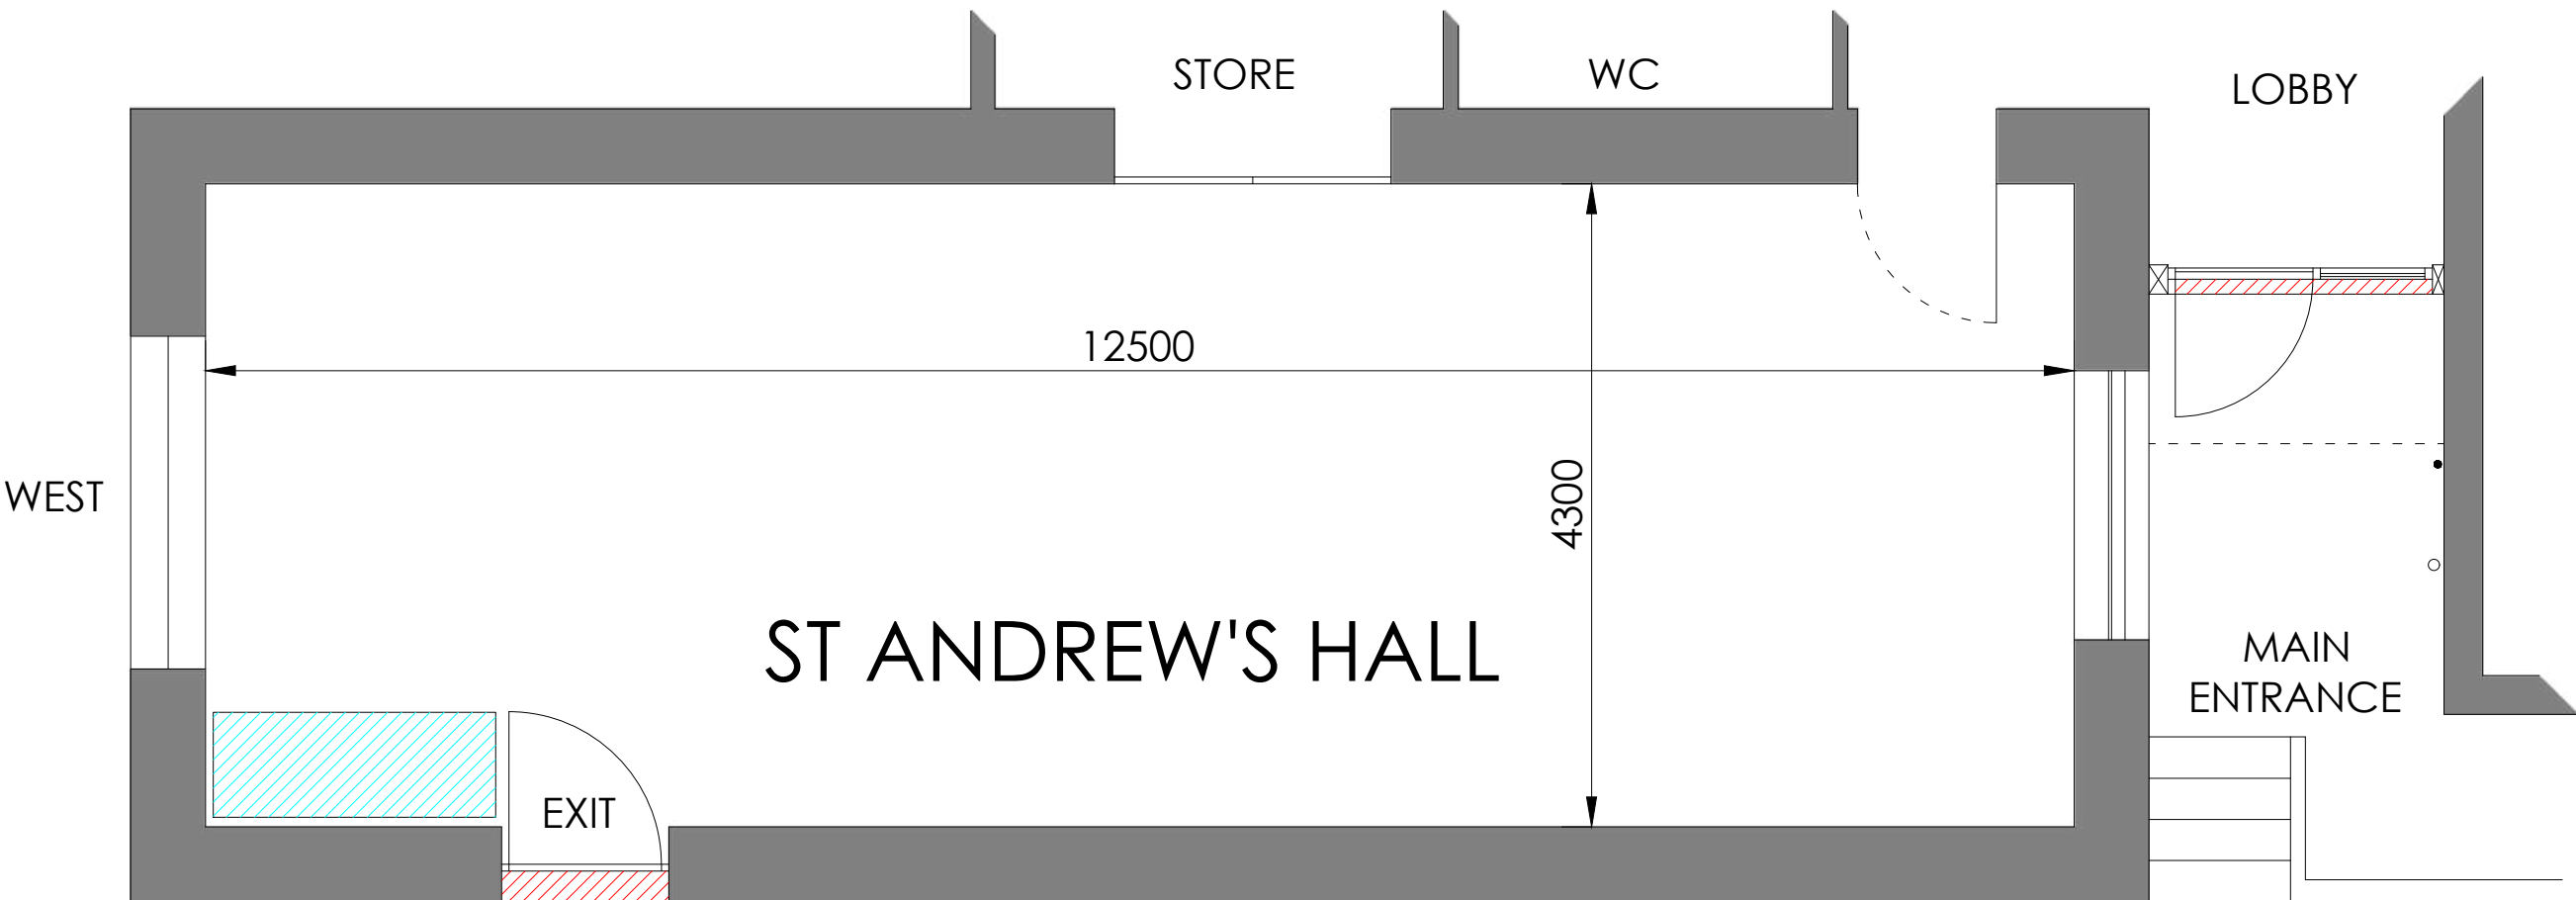 STORE
WC
LOBBY
12500
WEST
4300
ST ANDREW'S HALL
MAIN
ENTRANCE
EXIT